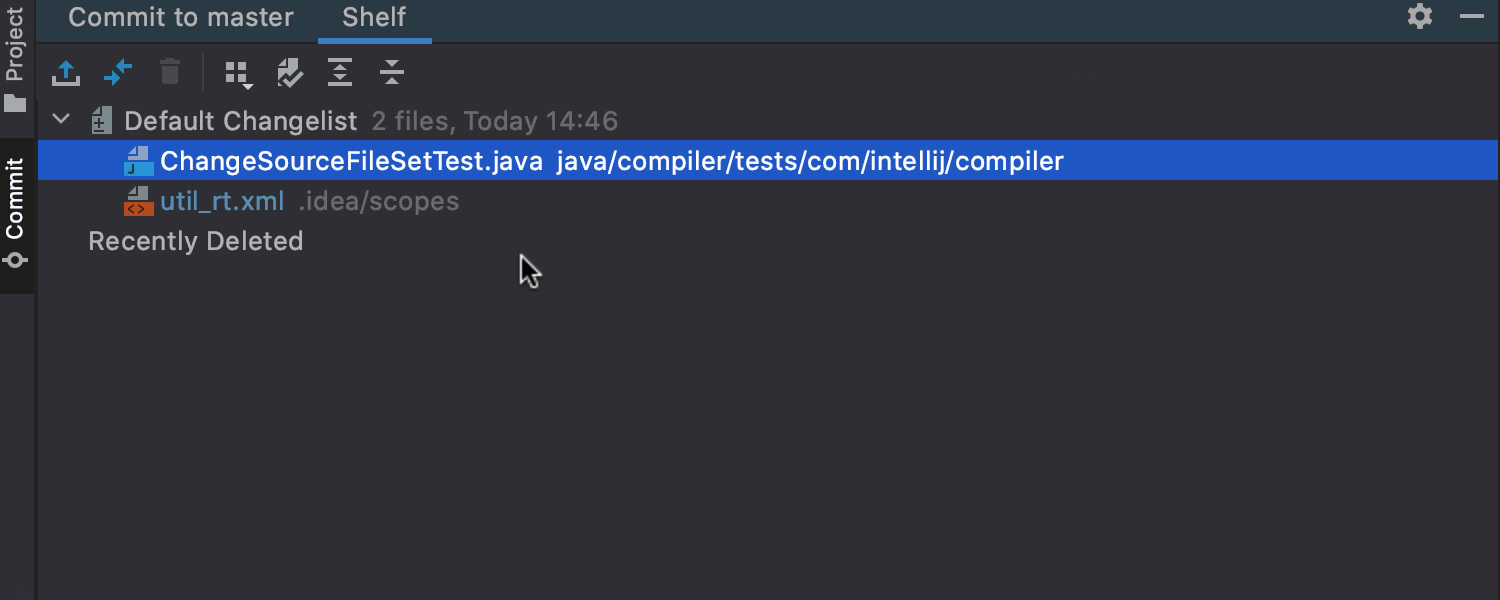 Project
Commit
Commit to master Shelf
Default Changelist 2 files, Today 14:46
ChangeSourceFileSetTest.java java/compiler/tests/com/intellij/compiler
util_rt.xml .idea/scopes
Recently Deleted